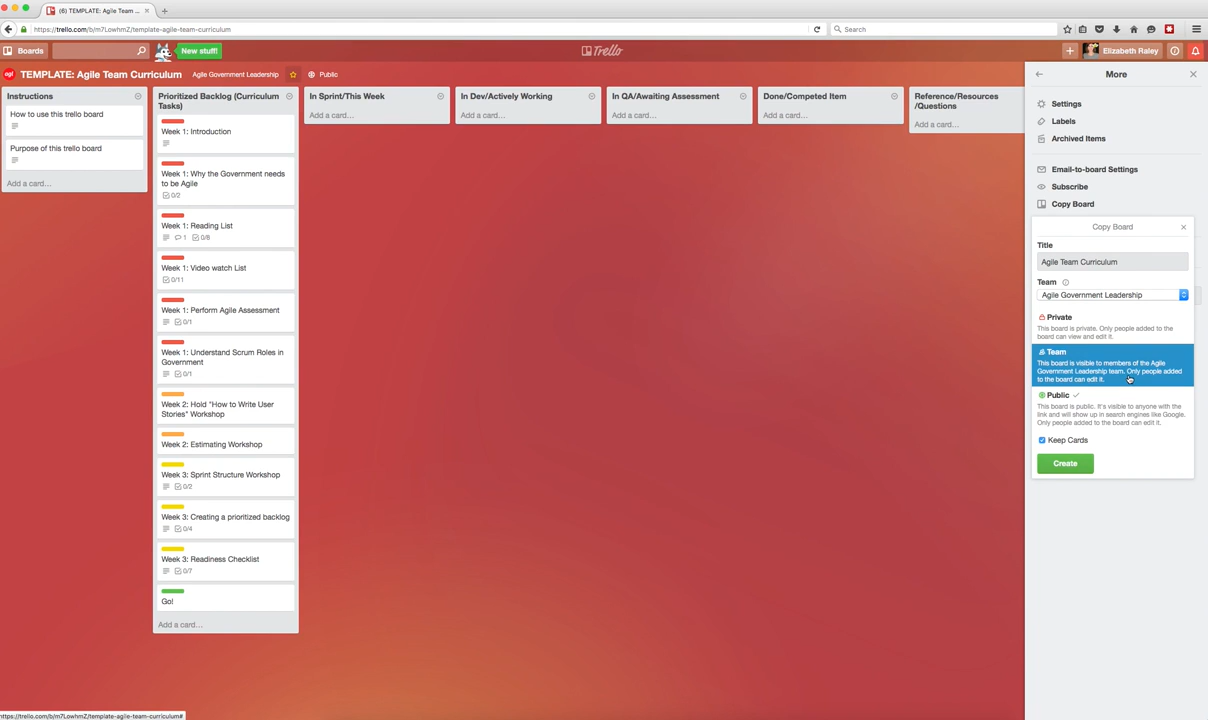 (6) TEMPLATE: Agile Team ...
https://trello.com/b/m7LowhmZ/template-agile-team-curriculum
Search
Boards
New stuff!
Trello
Elizabeth Raley
agl
TEMPLATE: Agile Team Curriculum
Agile Government Leadership
Public
Instructions
How to use this trello board
Purpose of this trello board
Add a card…
Prioritized Backlog (Curriculum
Tasks)
Week 1: Introduction
Week 1: Why the Government needs
to be Agile
0/2
Week 1: Reading List
1
0/8
Week 1: Video watch List
0/11
Week 1: Perform Agile Assessment
0/1
Week 1: Understand Scrum Roles in
Government
0/1
Week 2: Hold "How to Write User
Stories" Workshop
Week 2: Estimating Workshop
Week 3: Sprint Structure Workshop
0/2
Week 3: Creating a prioritized backlog
0/4
Week 3: Readiness Checklist
0/7
Go!
Add a card…
In Sprint/This Week
Add a card…
In Dev/Actively Working
Add a card…
In QA/Awaiting Assessment
Add a card…
Done/Competed Item
Add a card…
Reference/Resources
/Questions
Add a card…
More
Settings
Labels
Archived Items
Email-to-board Settings
Subscribe
Copy Board
Copy Board
Title
Agile Team Curriculum
Team
Agile Government Leadership
Private
This board is private. Only people added to the
board can view and edit it.
Team
This board is visible to members of the Agile
Government Leadership team. Only people added
to the board can edit it.
Public
This board is public. It's visible to anyone with the
link and will show up in search engines like Google.
Only people added to the board can edit it.
Keep Cards
Create
https://trello.com/b/m7LowhmZ/template-agile-team-curriculum#